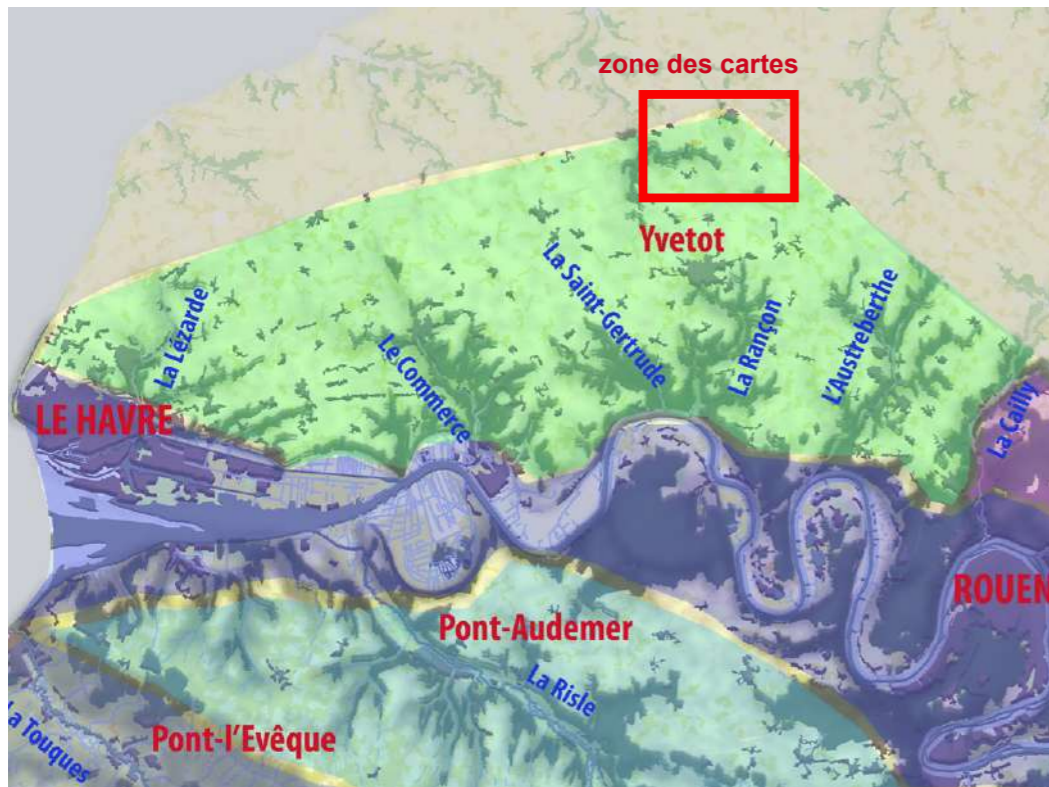 zone des cartes
Yvetot
La Saint-Gertrude
La Lézarde
Le Commerce
La Rançon
L'Austreberthe
La Cailly
LE HAVRE
ROUEN
Pont-Audemer
La Risle
Pont-l'Evêque
La Touques